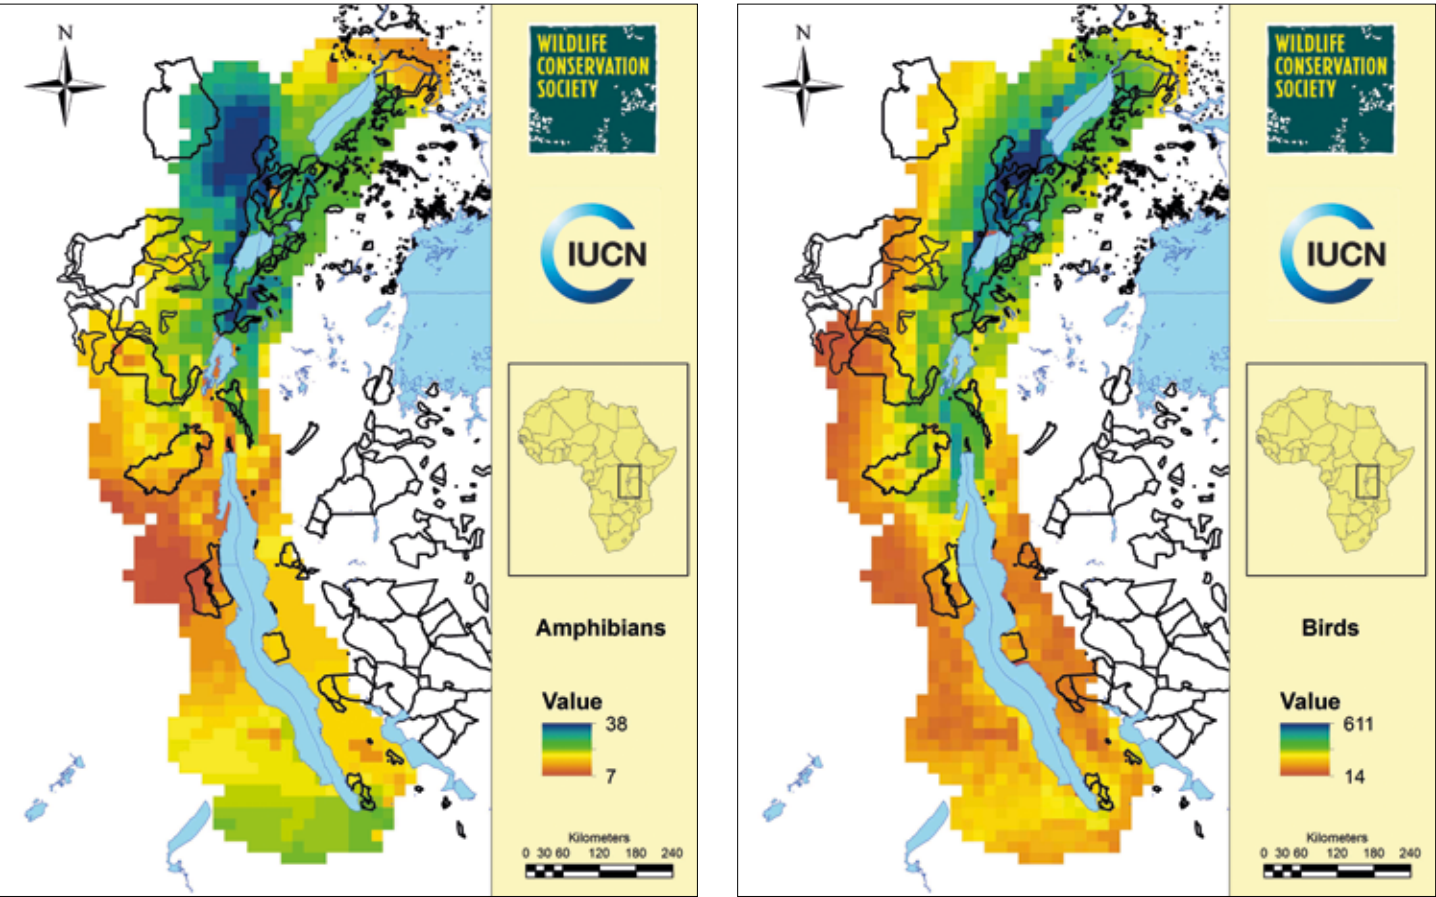 N
WILDLIFE
CONSERVATION
SOCIETY
IUCN
Amphibians
Value
38
7
Kilometers
0 30 60 120 180 240
N
WILDLIFE
CONSERVATION
SOCIETY
IUCN
Birds
Value
611
14
Kilometers
0 30 60 120 180 240